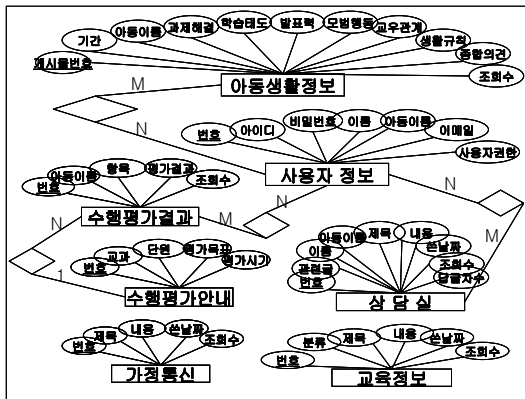 아동이름 과제해결 학습태도 발표력 모범행동 교우관계
기간 생활규칙
게시물번호 종합의견
조회수
M
아동생활정보
N
번호 아이디 비밀번호 이름 아동이름 이메일
사용자권한
사용자 정보
N
N
번호 아동이름 항목 평가결과 조회수
수행평가결과
M
N
M
번호 교과 단원 평가목표 평가시기
1
수행평가안내
번호 관련글 이름 아동이름 제목 내용 쓴날짜 조회수 답글자수
상 담 실
번호 제목 내용 쓴날짜 조회수
가정통신
번호 분류 제목 내용 쓴날짜 조회수
교육정보